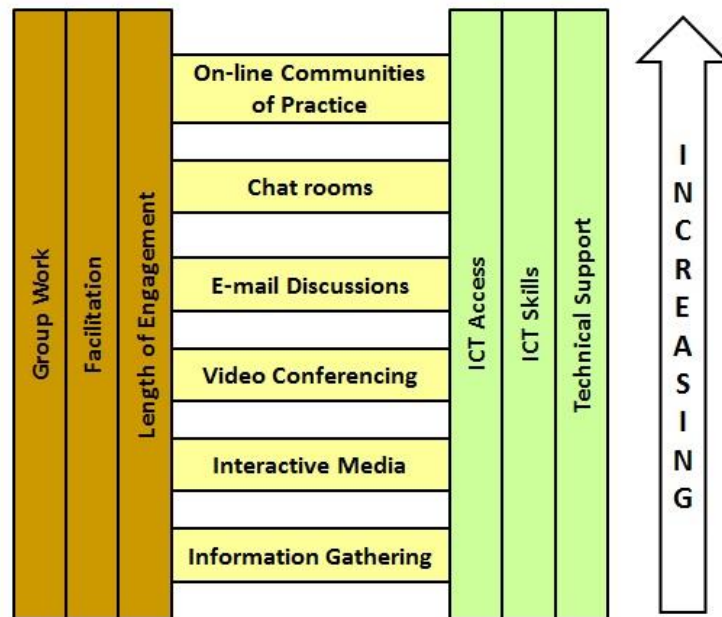 Group Work
Facilitation
Length of Engagement
On-line Communities
of Practice
Chat rooms
E-mail Discussions
Video Conferencing
Interactive Media
Information Gathering
ICT Access
ICT Skills
Technical Support
INCREASING